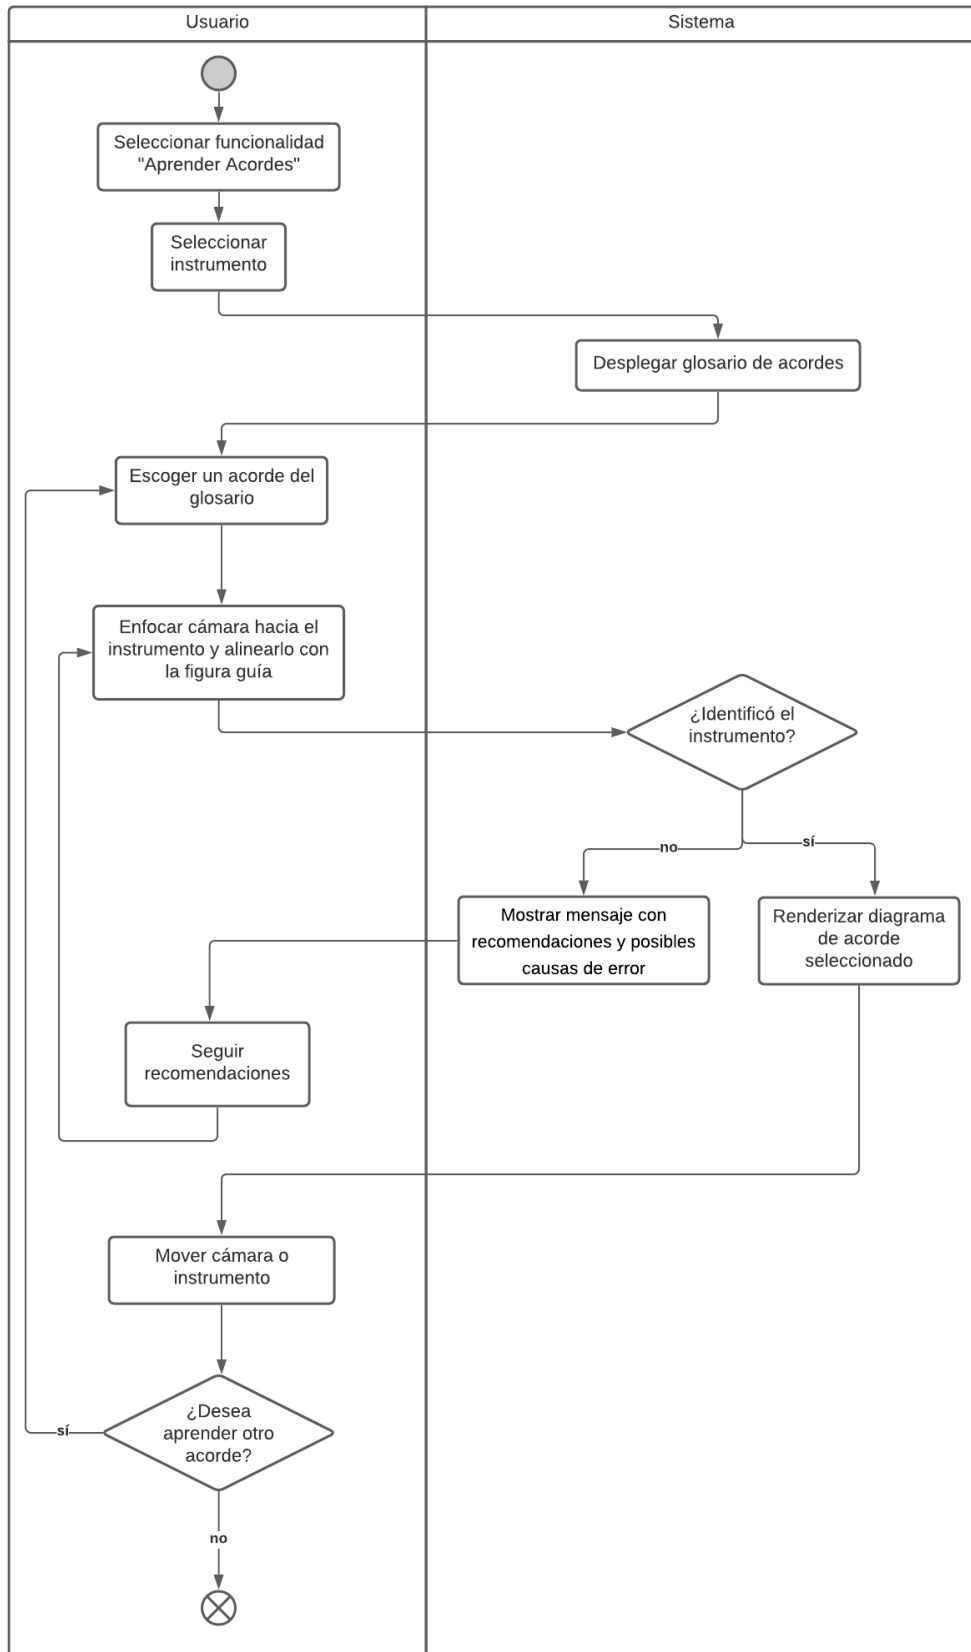 Usuario
Sistema
Seleccionar funcionalidad
"Aprender Acordes"
Seleccionar
instrumento
Desplegar glosario de acordes
Escoger un acorde del
glosario
Enfocar cámara hacia el
instrumento y alinearlo con
la figura guía
¿Identificó el
instrumento?
no
sí
Mostrar mensaje con
recomendaciones y posibles
causas de error
Renderizar diagrama
de acorde
seleccionado
Seguir
recomendaciones
Mover cámara o
instrumento
¿Desea
aprender otro
acorde?
sí
no